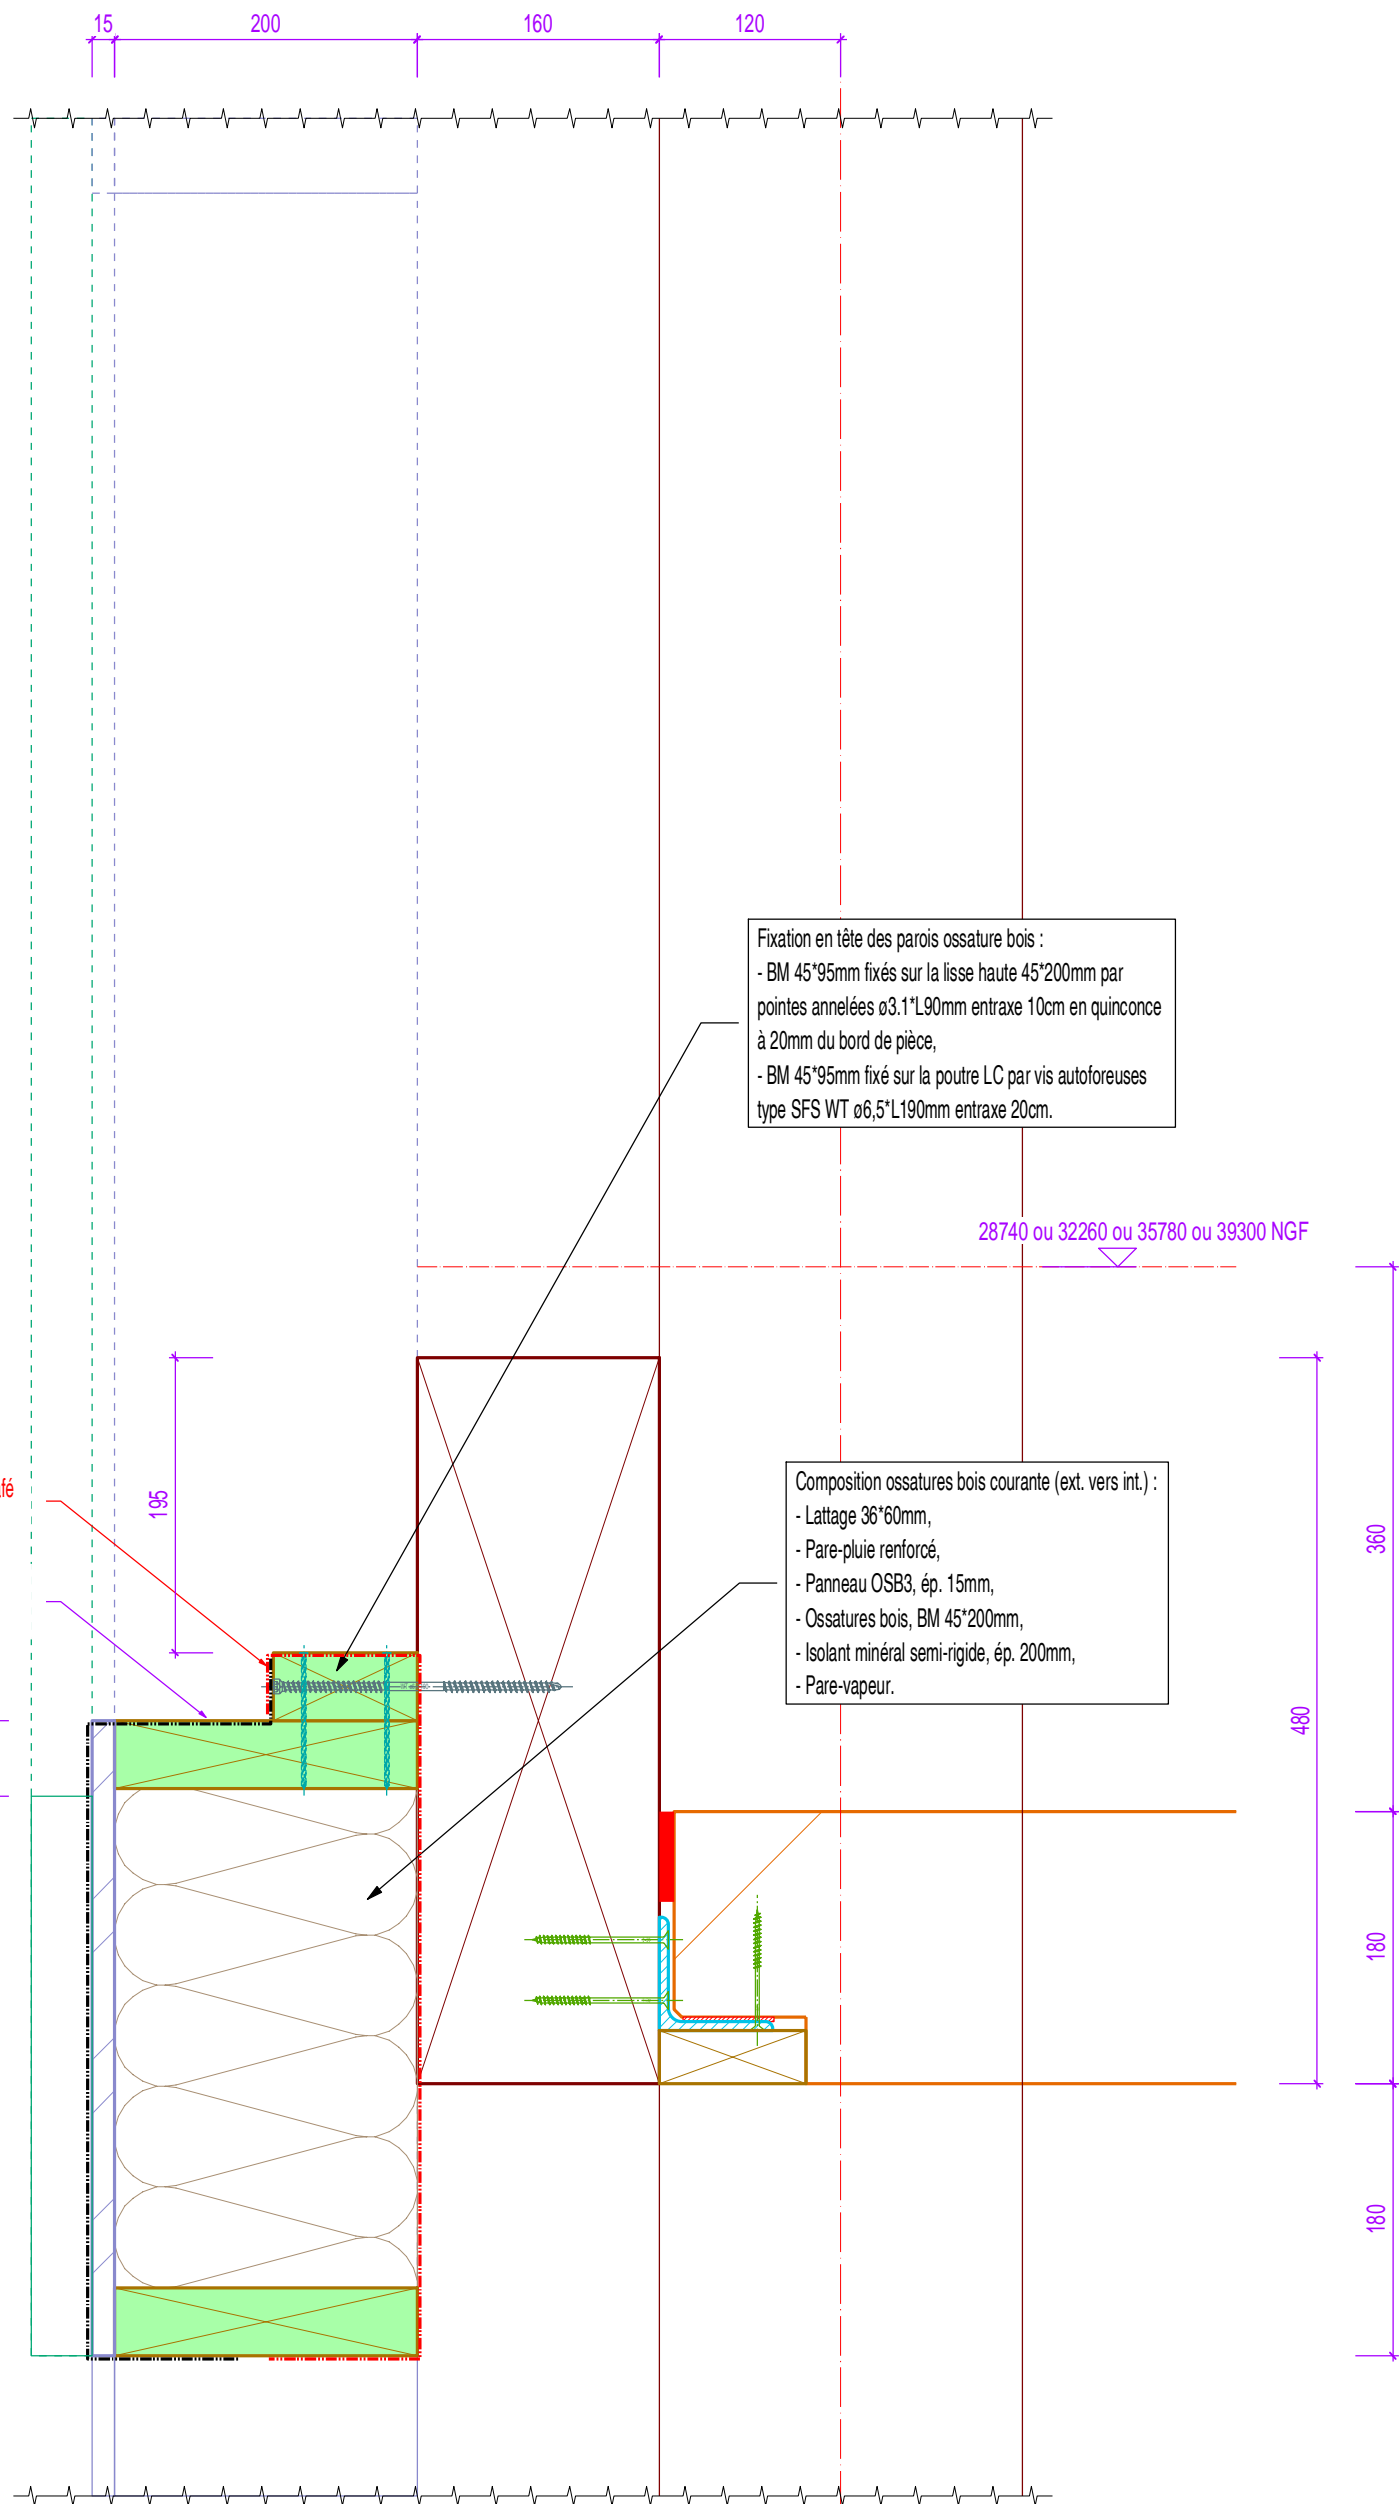 15
200
160
120
Fixation en tête des parois ossature bois :
- BM 45*95mm fixés sur la lisse haute 45*200mm par
pointes annelées ø3.1*L90mm entraxe 10cm en quinconce
à 20mm du bord de pièce,
- BM 45*95mm fixé sur la poutre LC par vis autoforeuses
type SFS WT ø6,5*L190mm entraxe 20cm.
28740 ou 32260 ou 35780 ou 39300 NGF
195
Composition ossatures bois courante (ext. vers int.) :
- Lattage 36*60mm,
- Pare-pluie renforcé,
- Panneau OSB3, ép. 15mm,
- Ossatures bois, BM 45*200mm,
- Isolant minéral semi-rigide, ép. 200mm,
- Pare-vapeur.
360
480
180
180